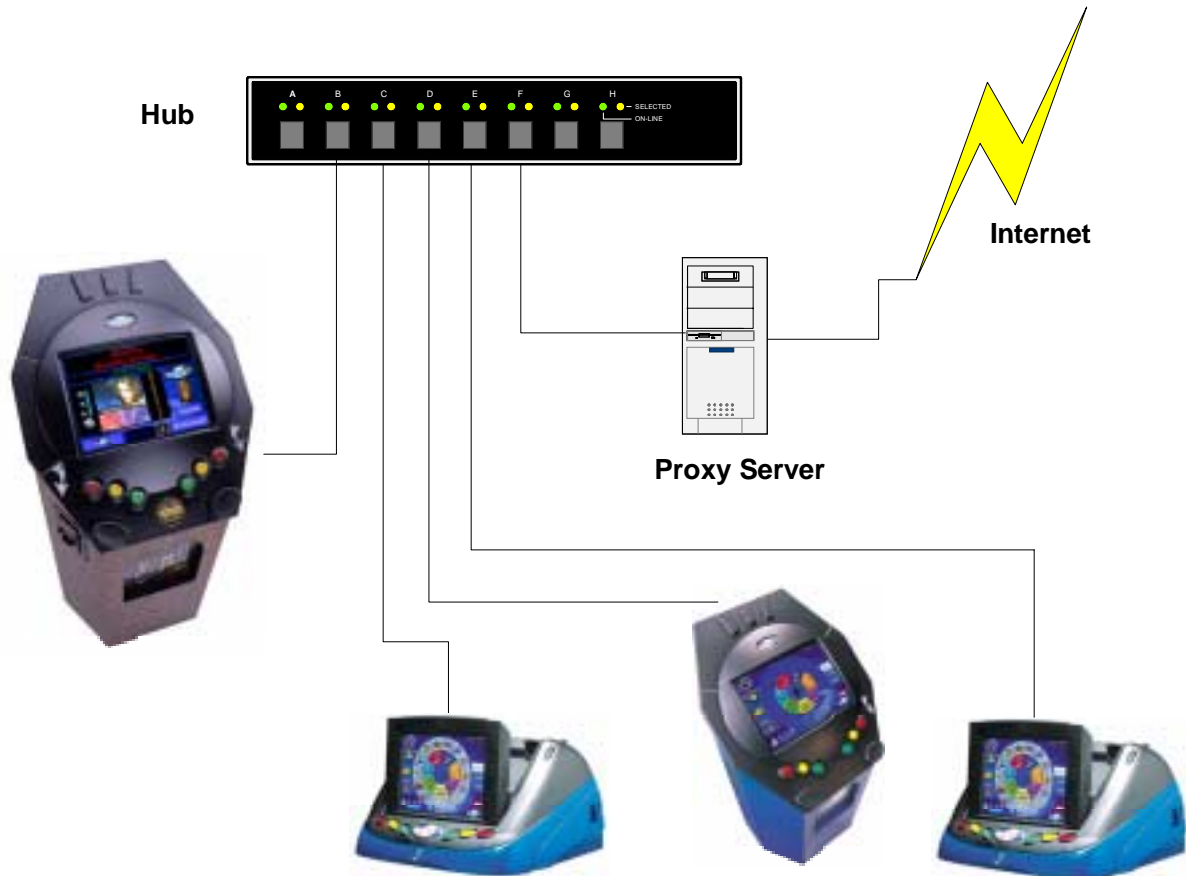 A B C D E F G H
SELECTED
ON-LINE
Hub
Internet
Proxy Server